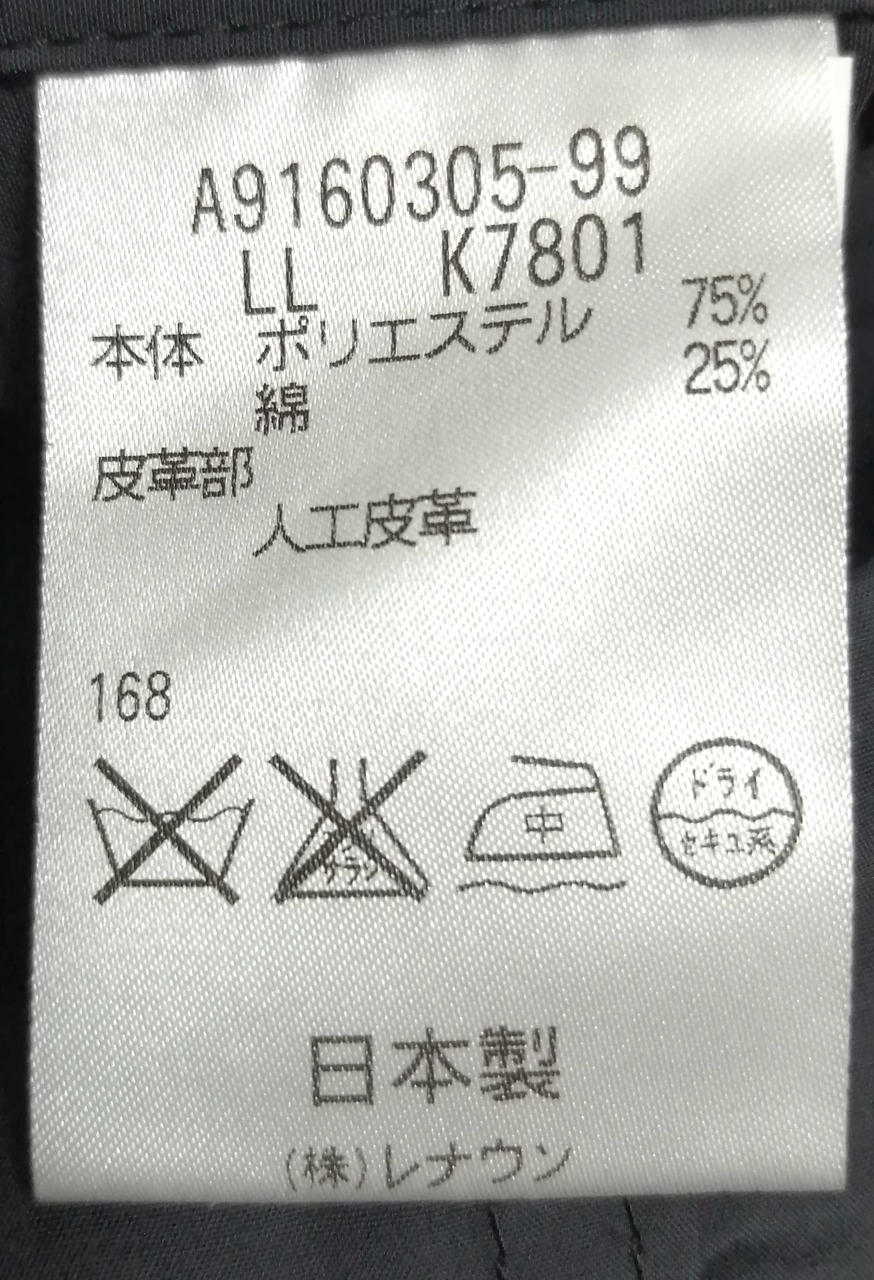 A9160305-99
LL K7801
本体 ポリエステル 75%
綿 25%
皮革部
人工皮革
168
中
ドライ
セキユ系
日本製
(株)レナウン